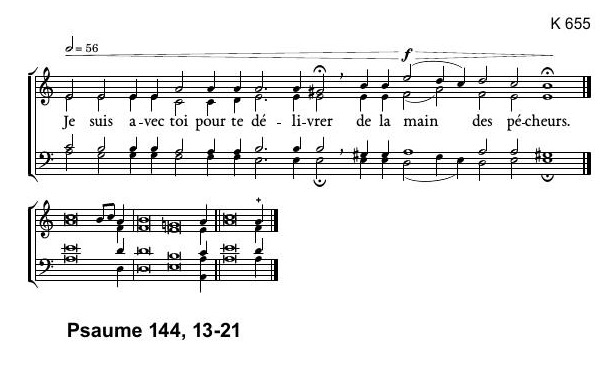 K 655
= 56
f
Je suis a-vec toi pour te dé - li-vrer de la main des pé-cheurs.
+
Psaume 144, 13-21